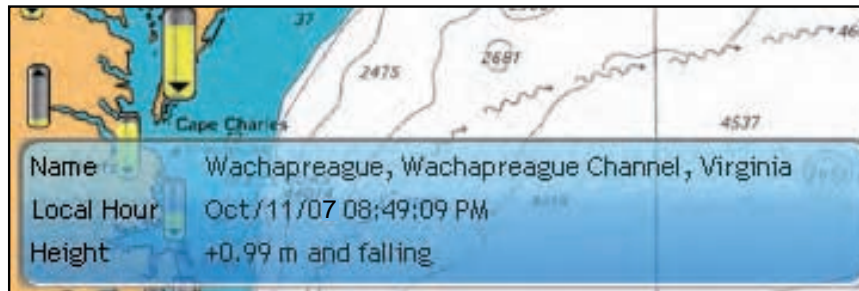 37
2475
2681
4537
Cape Charles
Name Wachapreague, Wachapreague Channel, Virginia
Local Hour Oct/11/07 08:49:09 PM
Height +0.99 m and falling